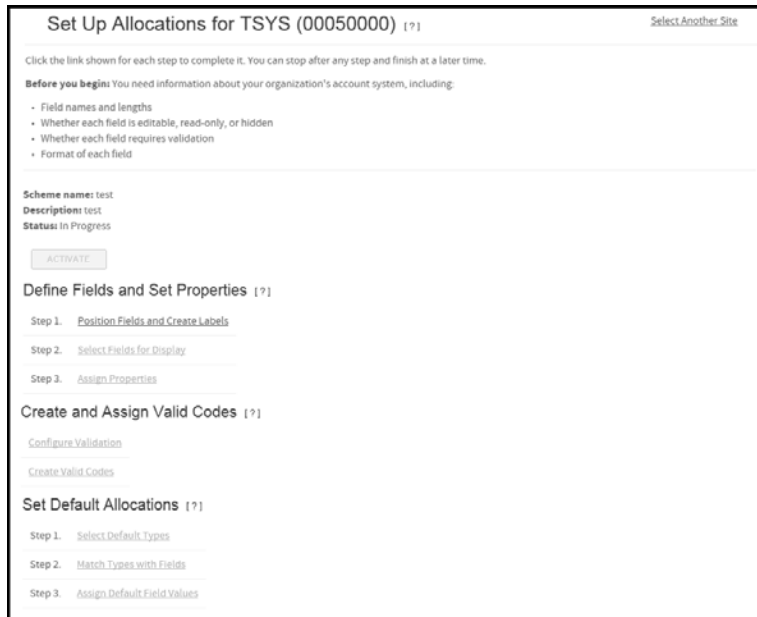 Set Up Allocations for TSYS (00050000) [?]
Select Another Site
Click the link shown for each step to complete it. You can stop after any step and finish at a later time.
Before you begin: You need information about your organization's account system, including:
• Field names and lengths
• Whether each field is editable, read-only, or hidden
• Whether each field requires validation
• Format of each field
Scheme name: test
Description: test
Status: In Progress
ACTIVATE
Define Fields and Set Properties [?]
Step 1. Position Fields and Create Labels
Step 2. Select Fields for Display
Step 3. Assign Properties
Create and Assign Valid Codes [?]
Configure Validation
Create Valid Codes
Set Default Allocations [?]
Step 1. Select Default Types
Step 2. Match Types with Fields
Step 3. Assign Default Field Values